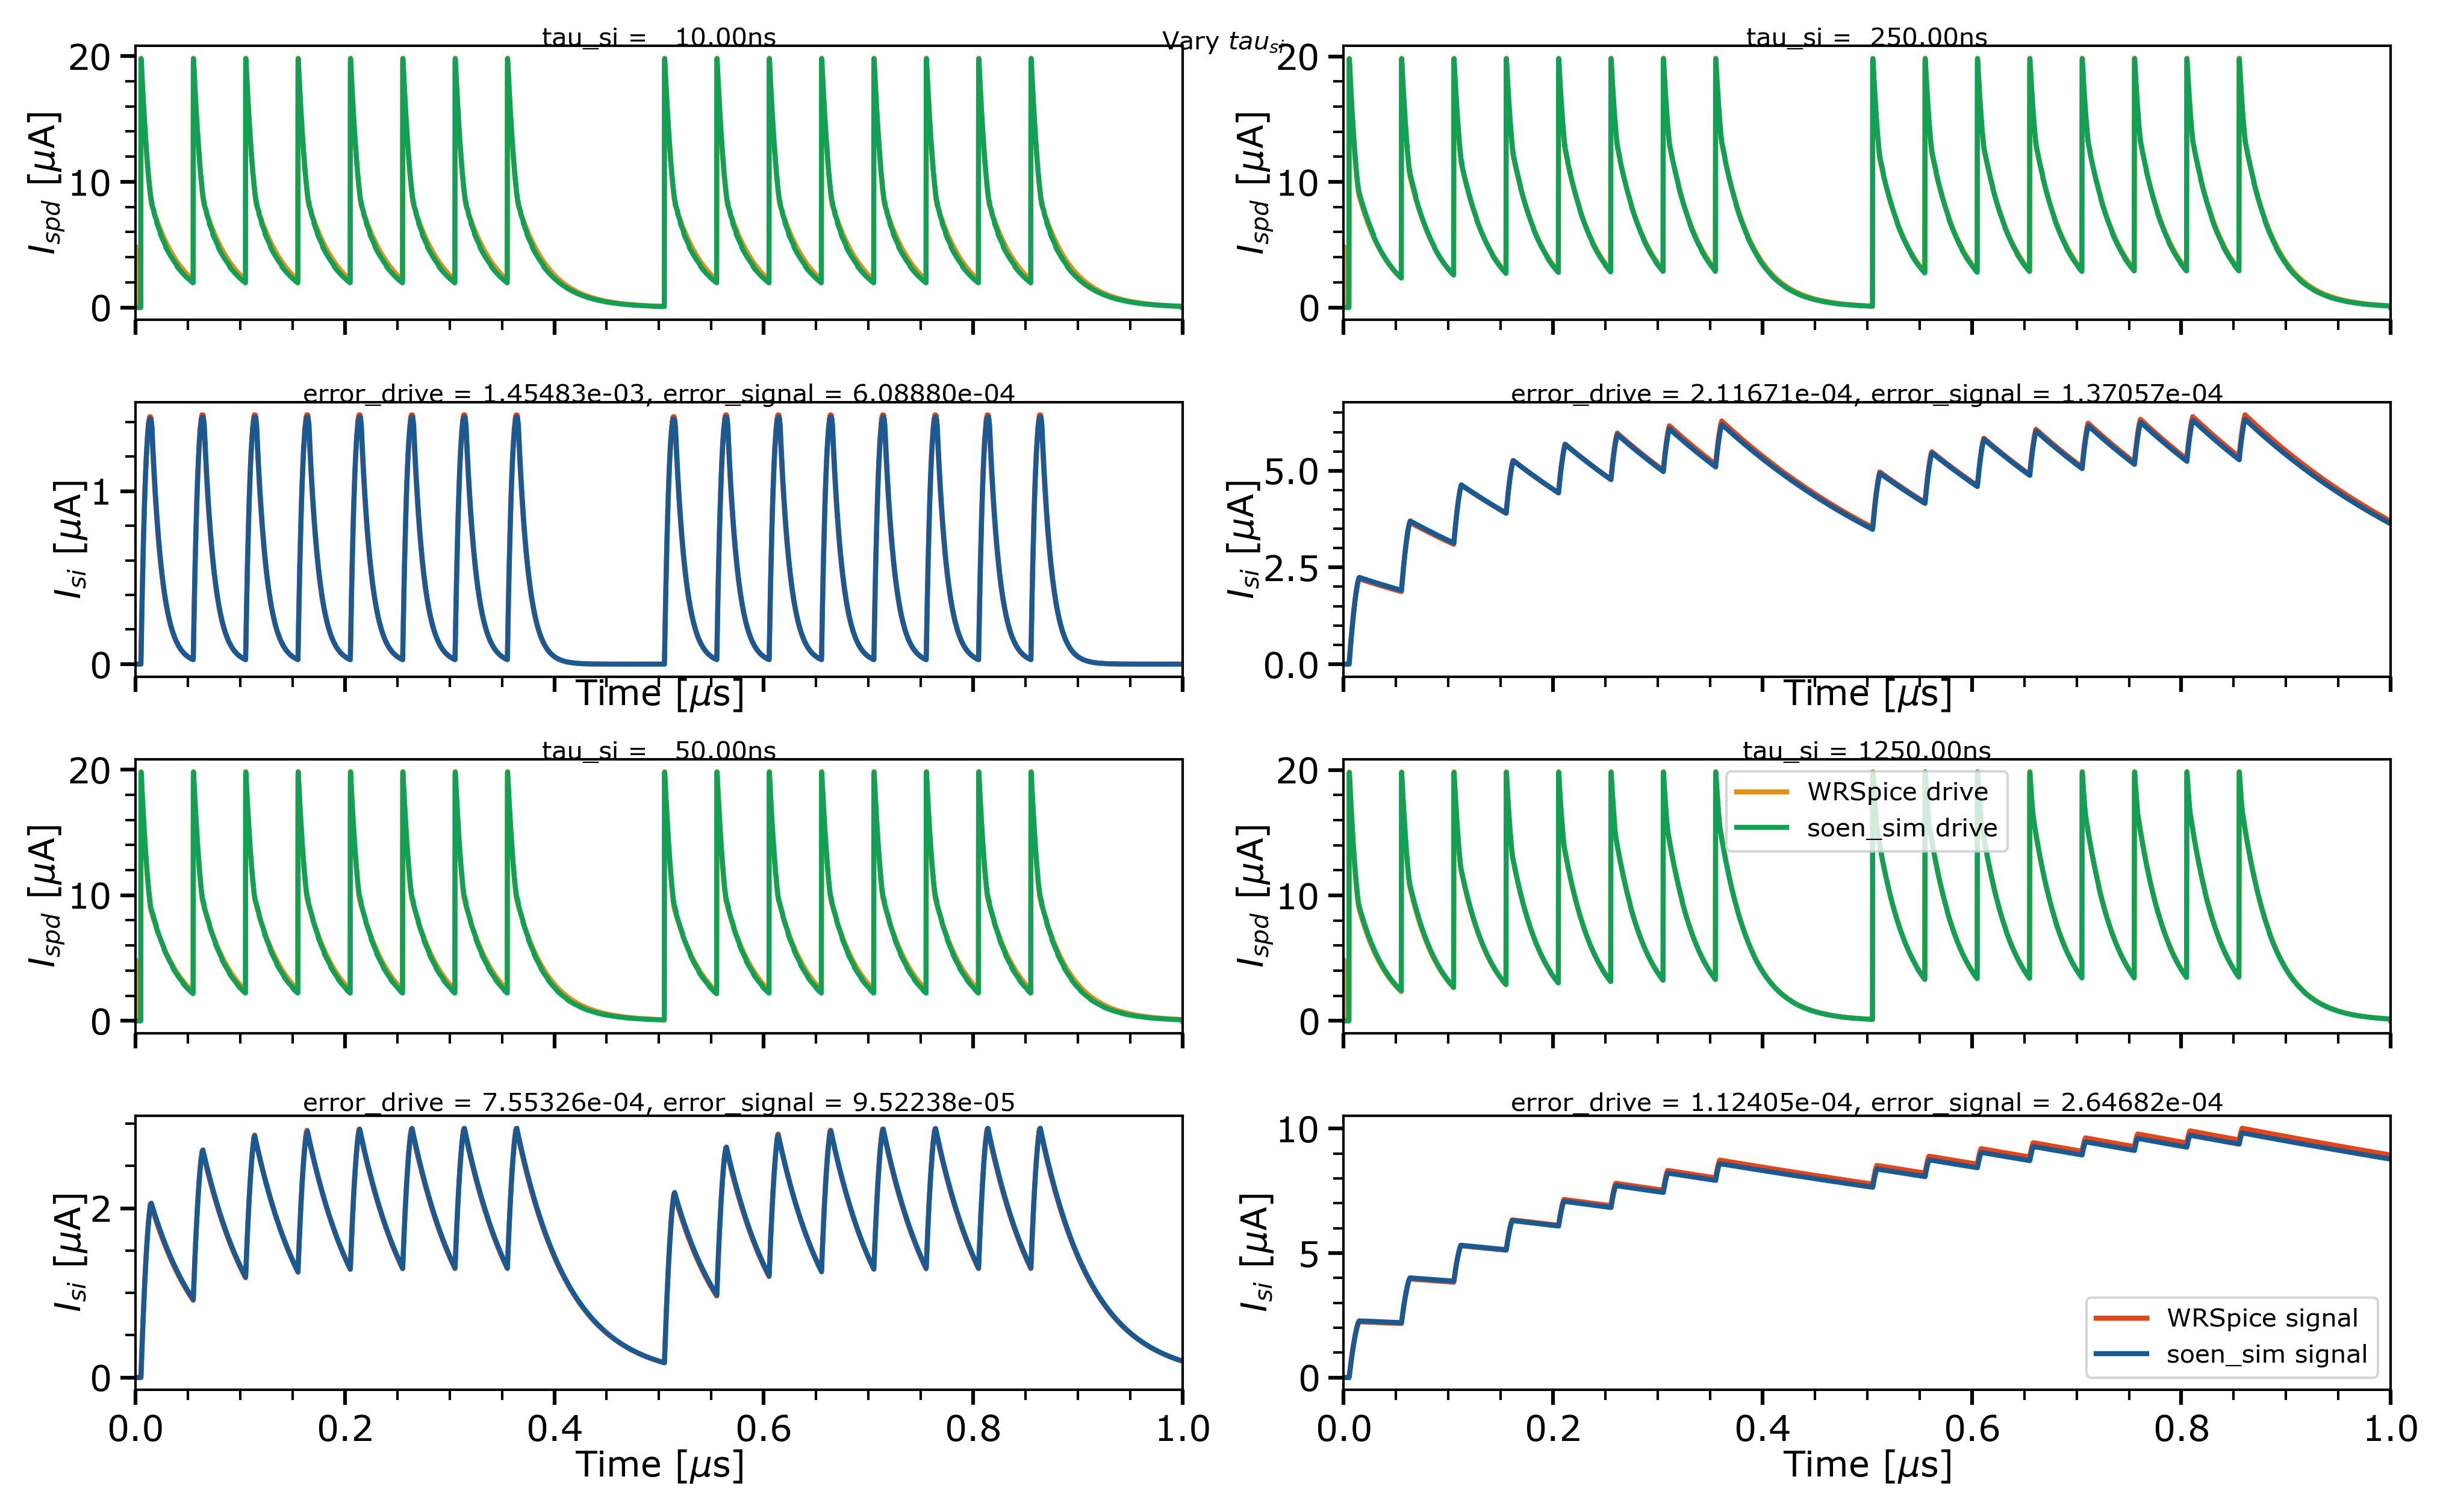 Vary tau_si
tau_si = 10.00ns
20
10
0
I_spd [μA]
error_drive = 1.45483e-03, error_signal = 6.08880e-04
1
0
I_si [μA]
Time [μs]
tau_si = 250.00ns
20
10
0
I_spd [μA]
error_drive = 2.11671e-04, error_signal = 1.37057e-04
5.0
2.5
0.0
I_si [μA]
Time [μs]
tau_si = 50.00ns
20
10
0
I_spd [μA]
error_drive = 7.55326e-04, error_signal = 9.52238e-05
2
0
I_si [μA]
0.0 0.2 0.4 0.6 0.8 1.0
Time [μs]
tau_si = 1250.00ns
20
10
0
I_spd [μA]
WRSpice drive
soen_sim drive
error_drive = 1.12405e-04, error_signal = 2.64682e-04
10
5
0
I_si [μA]
WRSpice signal
soen_sim signal
0.0 0.2 0.4 0.6 0.8 1.0
Time [μs]